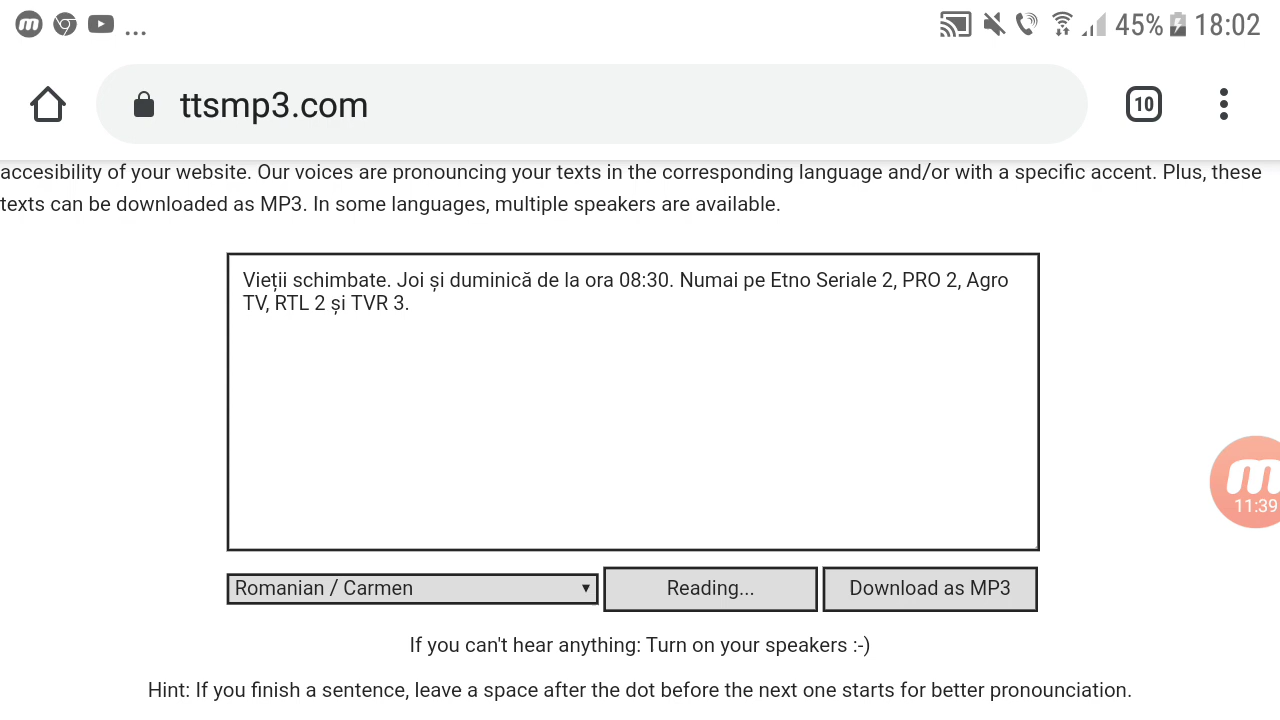 ... 45% 18:02
ttsmp3.com 10
accesibility of your website. Our voices are pronouncing your texts in the corresponding language and/or with a specific accent. Plus, these
texts can be downloaded as MP3. In some languages, multiple speakers are available.
Vieții schimbate. Joi și duminică de la ora 08:30. Numai pe Etno Seriale 2, PRO 2, Agro
TV, RTL 2 și TVR 3.
11:39
Romanian / Carmen Reading... Download as MP3
If you can't hear anything: Turn on your speakers :-)
Hint: If you finish a sentence, leave a space after the dot before the next one starts for better pronounciation.